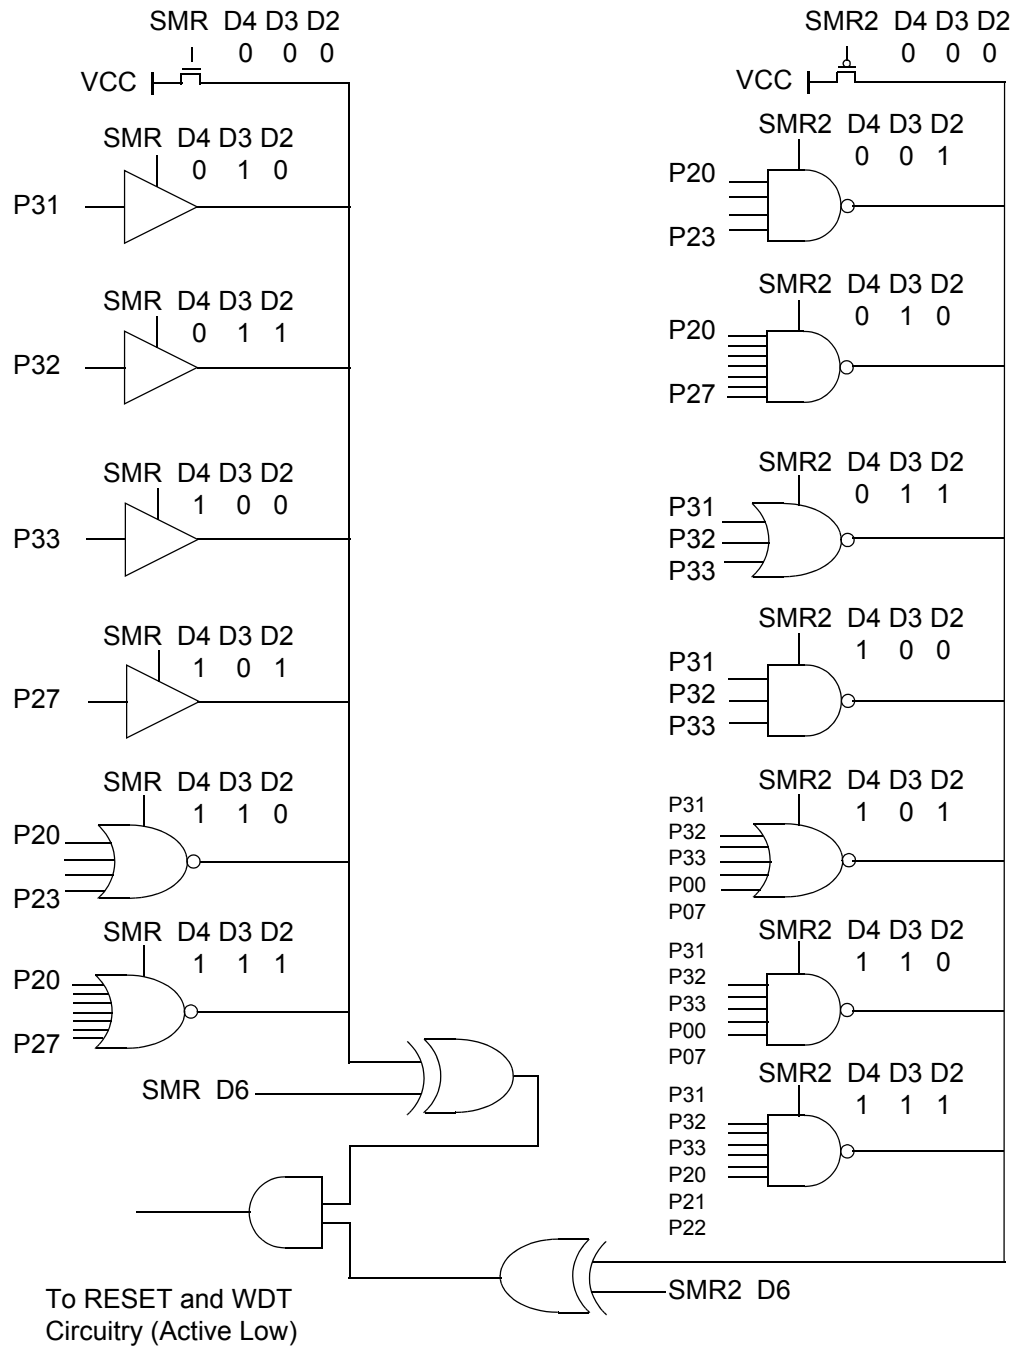 SMR D4 D3 D2
0 0 0
VCC
SMR D4 D3 D2
0 1 0
P31
SMR D4 D3 D2
0 1 1
P32
SMR D4 D3 D2
1 0 0
P33
SMR D4 D3 D2
1 0 1
P27
SMR D4 D3 D2
1 1 0
P20
P23
SMR D4 D3 D2
1 1 1
P20
P27
SMR D6
To RESET and WDT
Circuitry (Active Low)
SMR2 D4 D3 D2
0 0 0
VCC
SMR2 D4 D3 D2
0 0 1
P20
P23
SMR2 D4 D3 D2
0 1 0
P20
P27
SMR2 D4 D3 D2
0 1 1
P31
P32
P33
SMR2 D4 D3 D2
1 0 0
P31
P32
P33
SMR2 D4 D3 D2
1 0 1
P31
P32
P33
P00
P07
SMR2 D4 D3 D2
1 1 0
P31
P32
P33
P00
P07
SMR2 D4 D3 D2
1 1 1
P31
P32
P33
P20
P21
P22
SMR2 D6